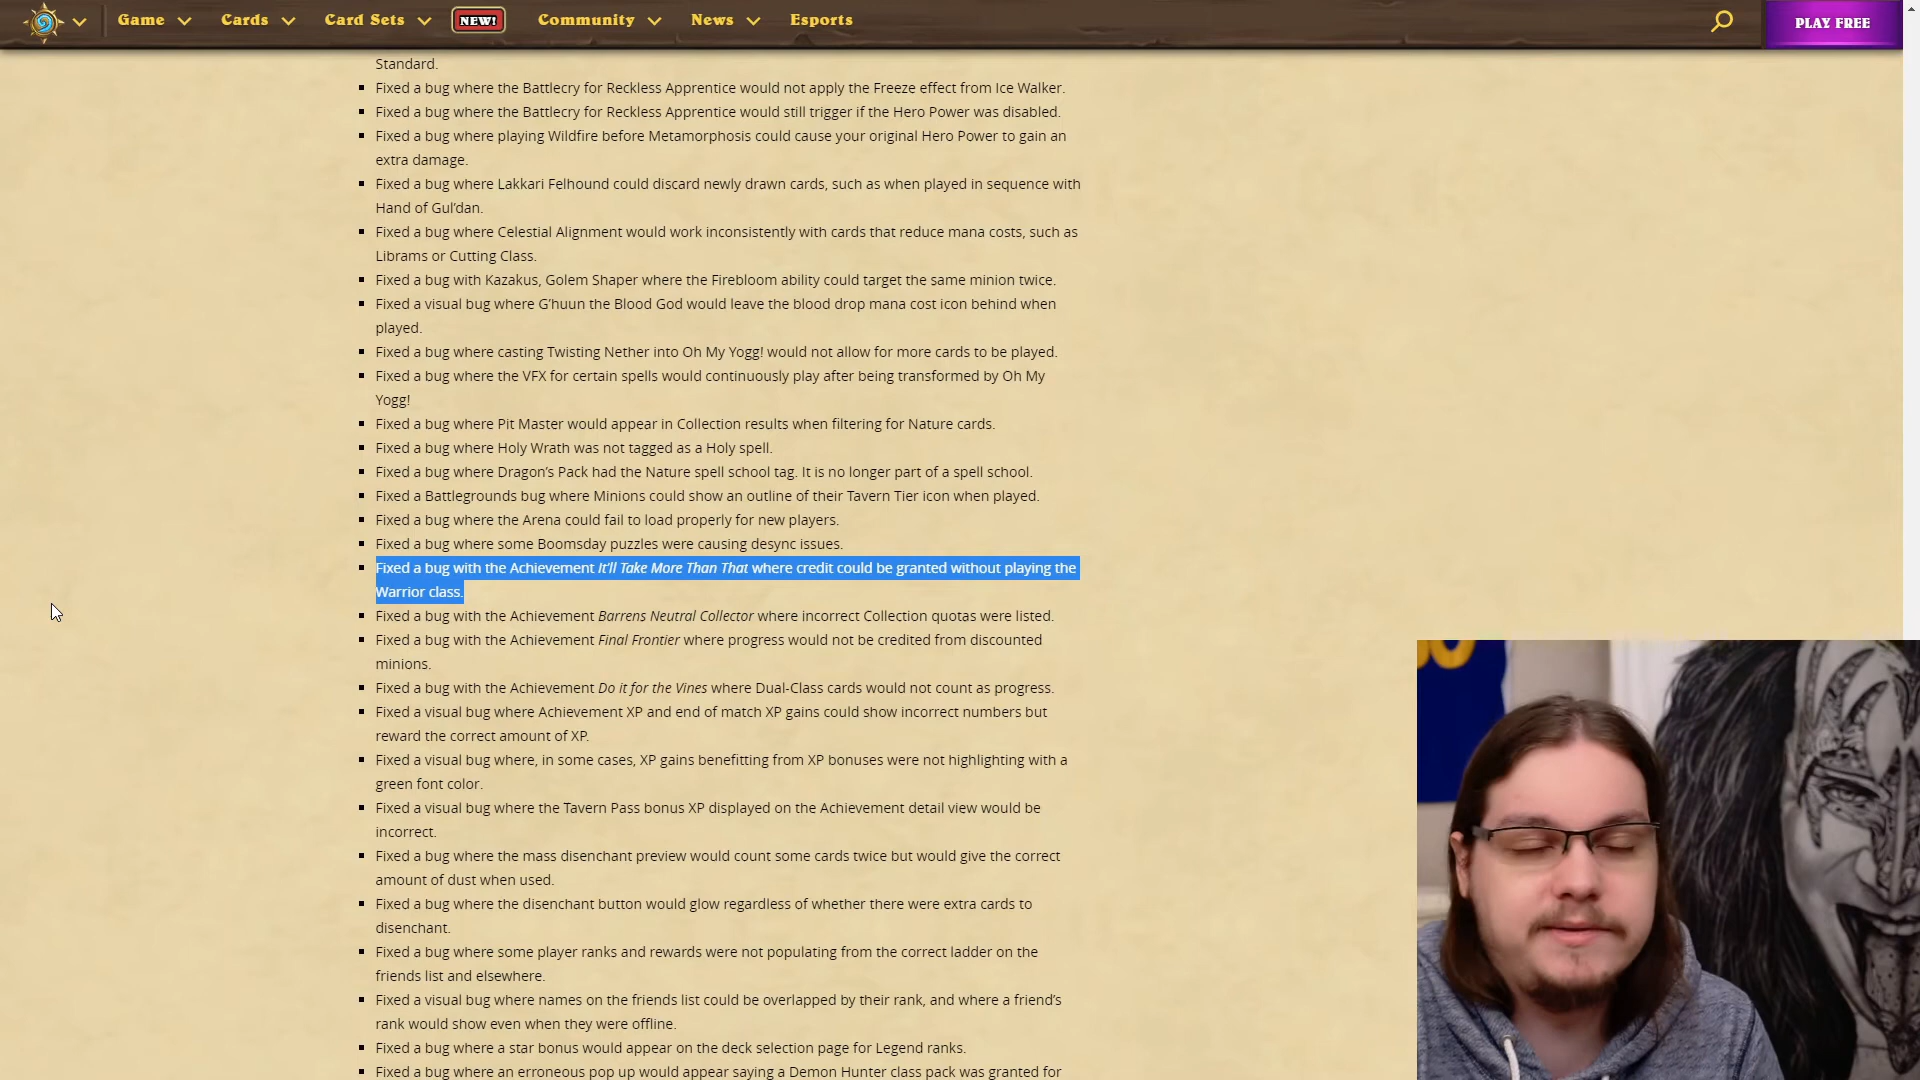 Game
Cards
Card Sets
NEW!
Community
News
Esports
PLAY FREE
Standard.
Fixed a bug where the Battlecry for Reckless Apprentice would not apply the Freeze effect from Ice Walker.
Fixed a bug where the Battlecry for Reckless Apprentice would still trigger if the Hero Power was disabled.
Fixed a bug where playing Wildfire before Metamorphosis could cause your original Hero Power to gain an
extra damage.
Fixed a bug where Lakkari Felhound could discard newly drawn cards, such as when played in sequence with
Hand of Gul’dan.
Fixed a bug where Celestial Alignment would work inconsistently with cards that reduce mana costs, such as
Librams or Cutting Class.
Fixed a bug with Kazakus, Golem Shaper where the Firebloom ability could target the same minion twice.
Fixed a visual bug where G’huun the Blood God would leave the blood drop mana cost icon behind when
played.
Fixed a bug where casting Twisting Nether into Oh My Yogg! would not allow for more cards to be played.
Fixed a bug where the VFX for certain spells would continuously play after being transformed by Oh My
Yogg!
Fixed a bug where Pit Master would appear in Collection results when filtering for Nature cards.
Fixed a bug where Holy Wrath was not tagged as a Holy spell.
Fixed a bug where Dragon’s Pack had the Nature spell school tag. It is no longer part of a spell school.
Fixed a Battlegrounds bug where Minions could show an outline of their Tavern Tier icon when played.
Fixed a bug where the Arena could fail to load properly for new players.
Fixed a bug where some Boomsday puzzles were causing desync issues.
Fixed a bug with the Achievement It’ll Take More Than That where credit could be granted without playing the
Warrior class.
Fixed a bug with the Achievement Barrens Neutral Collector where incorrect Collection quotas were listed.
Fixed a bug with the Achievement Final Frontier where progress would not be credited from discounted
minions.
Fixed a bug with the Achievement Do it for the Vines where Dual-Class cards would not count as progress.
Fixed a visual bug where Achievement XP and end of match XP gains could show incorrect numbers but
reward the correct amount of XP.
Fixed a visual bug where, in some cases, XP gains benefitting from XP bonuses were not highlighting with a
green font color.
Fixed a visual bug where the Tavern Pass bonus XP displayed on the Achievement detail view would be
incorrect.
Fixed a bug where the mass disenchant preview would count some cards twice but would give the correct
amount of dust when used.
Fixed a bug where the disenchant button would glow regardless of whether there were extra cards to
disenchant.
Fixed a bug where some player ranks and rewards were not populating from the correct ladder on the
friends list and elsewhere.
Fixed a visual bug where names on the friends list could be overlapped by their rank, and where a friend’s
rank would show even when they were offline.
Fixed a bug where a star bonus would appear on the deck selection page for Legend ranks.
Fixed a bug where an erroneous pop up would appear saying a Demon Hunter class pack was granted for